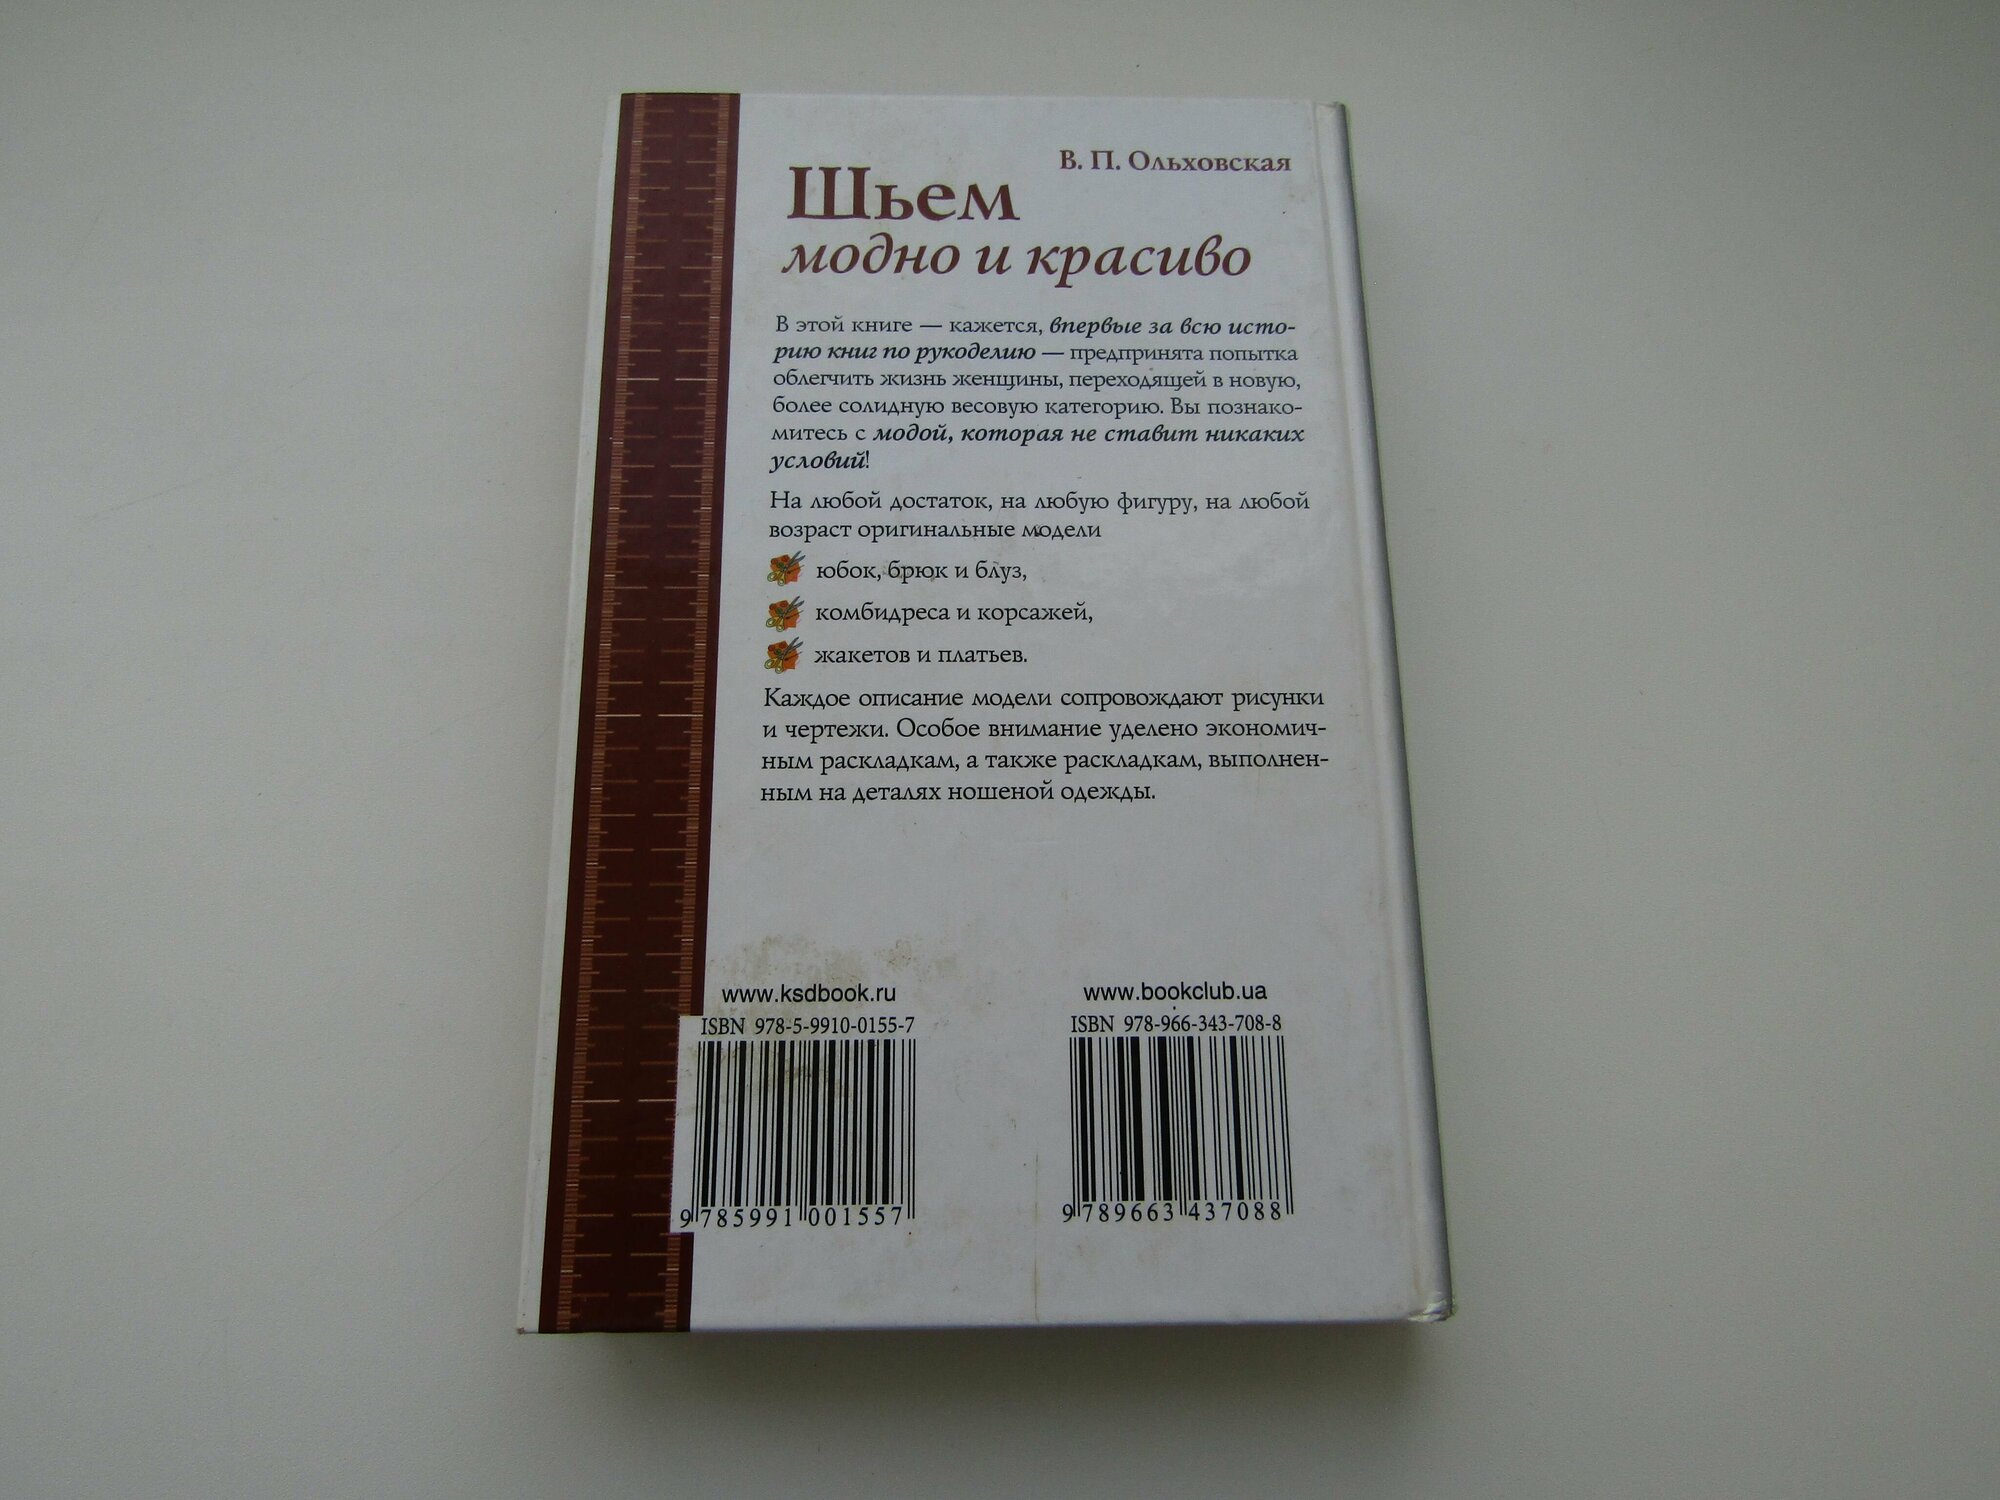 В. П. Ольховская
Шьем
модно и красиво
В этой книге — кажется, впервые за всю исто-
рию книг по рукоделию — предпринята попытка
облегчить жизнь женщины, переходящей в новую,
более солидную весовую категорию. Вы познако-
митесь с модой, которая не ставит никаких
условий!
На любой достаток, на любую фигуру, на любой
возраст оригинальные модели
юбок, брюк и блуз,
комбидреса и корсажей,
жакетов и платьев.
Каждое описание модели сопровождают рисунки
и чертежи. Особое внимание уделено экономич-
ным раскладкам, а также раскладкам, выполнен-
ным на деталях ношеной одежды.
www.ksdbook.ru
ISBN 978-5-9910-0155-7
9 785991 001557
www.bookclub.ua
ISBN 978-966-343-708-8
9 789663 437088